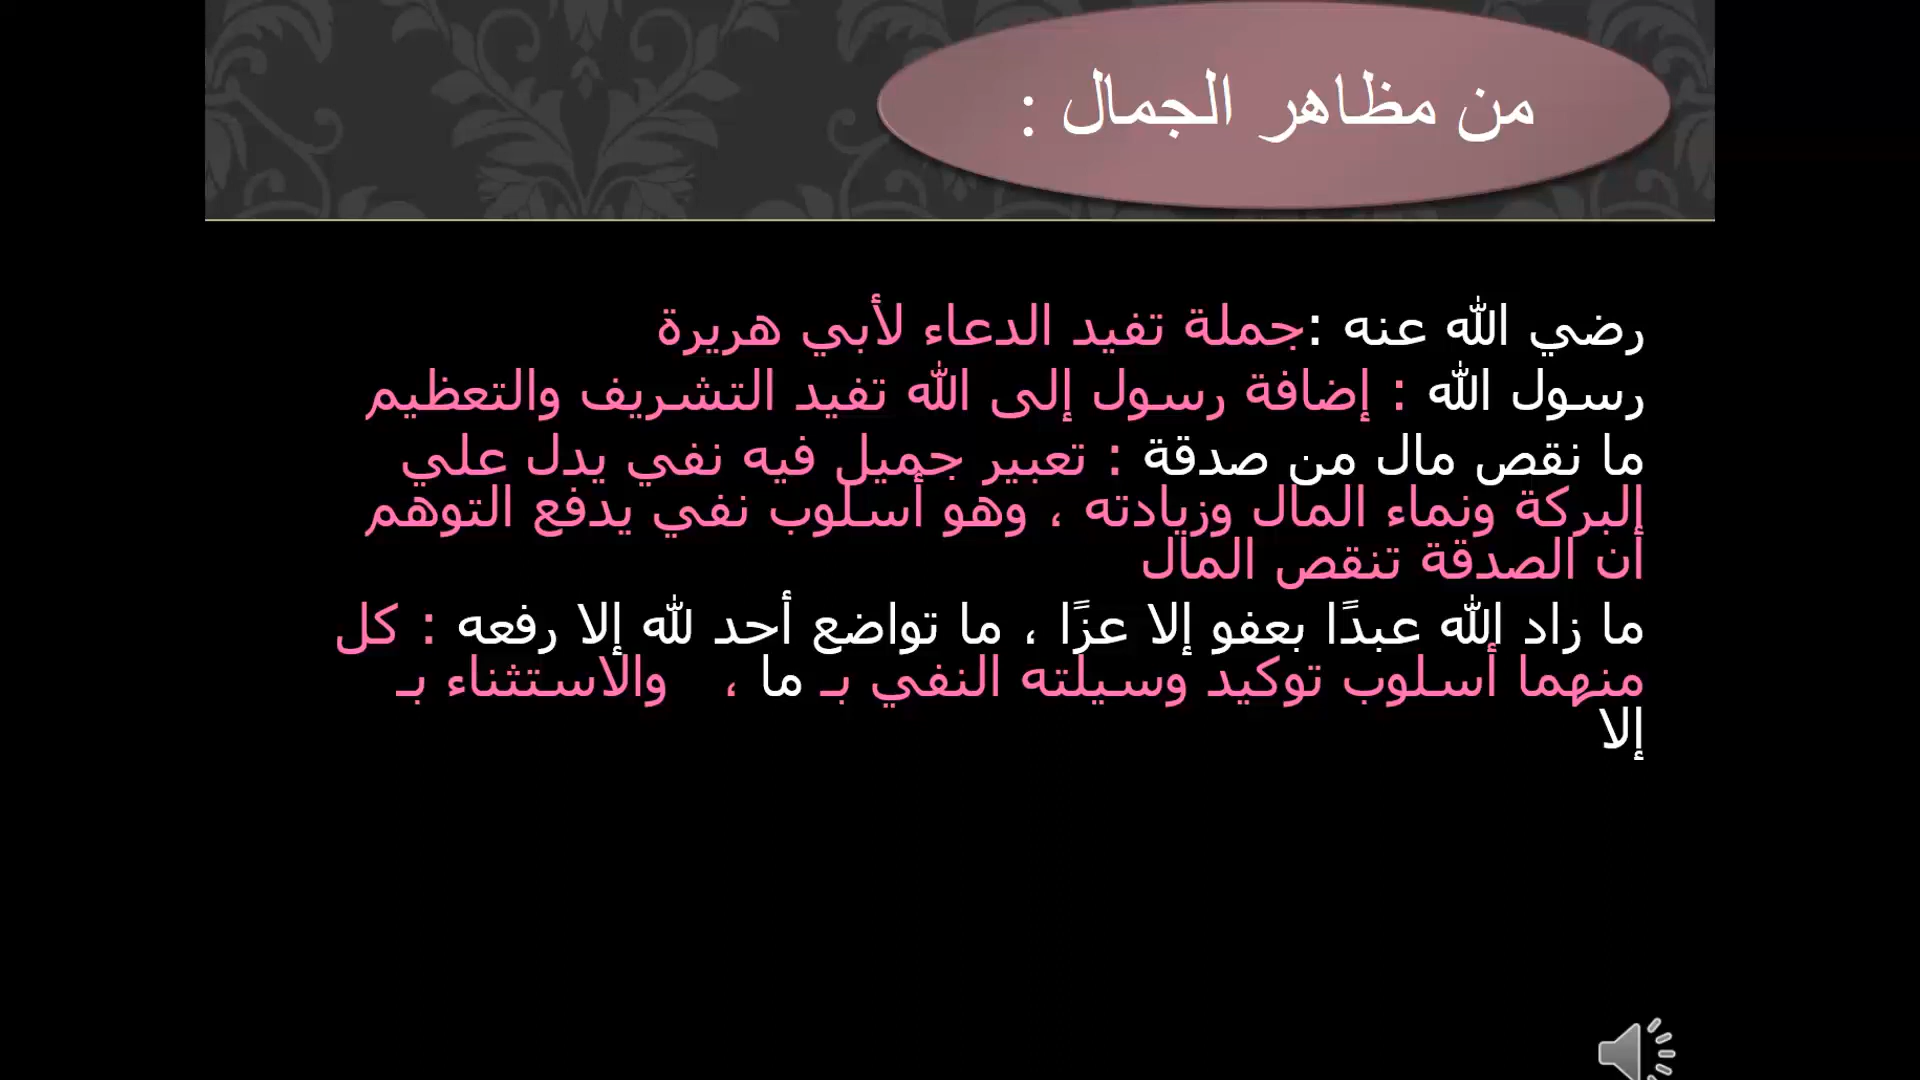 من مظاهر الجمال :
رضي الله عنه :جملة تفيد الدعاء لأبي هريرة
رسول الله : إضافة رسول إلى الله تفيد التشريف والتعظيم
ما نقص مال من صدقة : تعبير جميل فيه نفي يدل علي
البركة ونماء المال وزيادته ، وهو أسلوب نفي يدفع التوهم
أن الصدقة تنقص المال
ما زاد الله عبدًا بعفو إلا عزًا ، ما تواضع أحد لله إلا رفعه : كل
منهما أسلوب توكيد وسيلته النفي بـ ما ، والاستثناء بـ
إلا